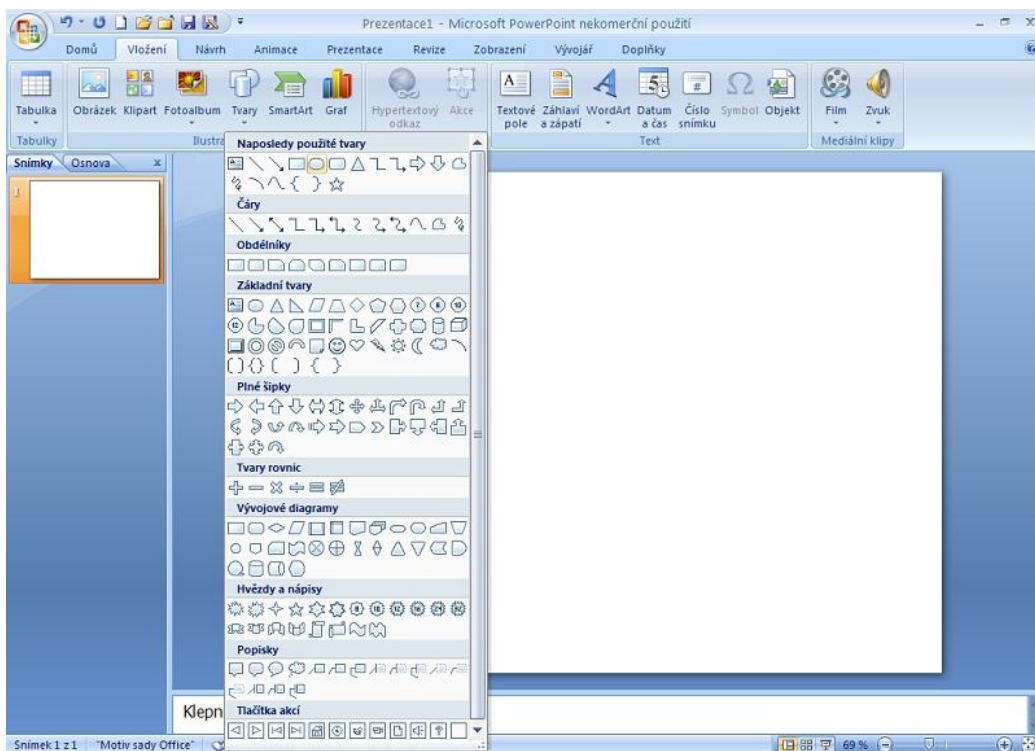 Prezentace1 - Microsoft PowerPoint nekomerční použití
Domů Vložení Návrh Animace Prezentace Revize Zobrazení Vývojář Doplňky
Tabulka Obrázek Klipart Fotoalbum Tvary SmartArt Graf Hypertextový odkaz Akce Textové pole Záhlaví a zápatí WordArt Datum a čas Číslo snímku Symbol Objekt Film Zvuk
Tabulky Ilustra Text Mediální klipy
Snímky Osnova x
1
Naposledy použité tvary
Čáry
Obdélníky
Základní tvary
Plné šipky
Tvary rovnic
Vývojové diagramy
Hvězdy a nápisy
Popisky
Tlačítka akcí
Klepn
Snímek 1 z 1 "Motiv sady Office" 69 %